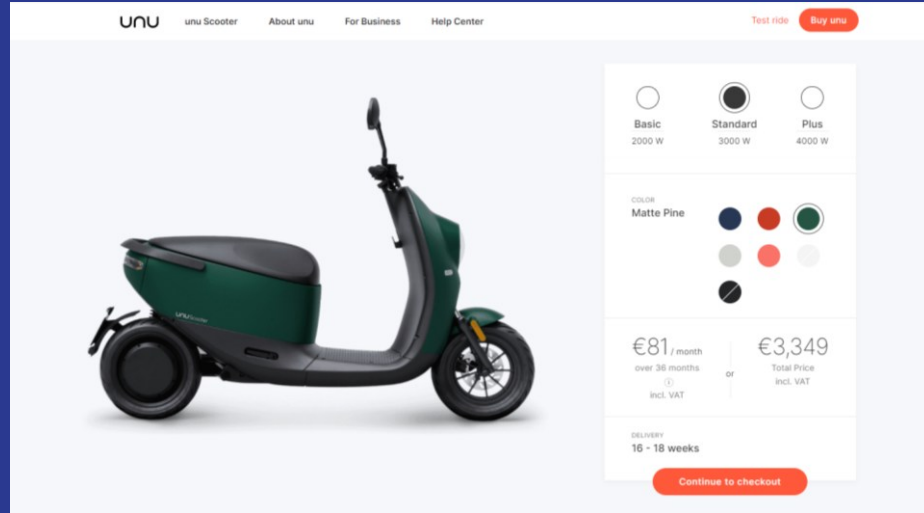 unu
unu Scooter
About unu
For Business
Help Center
Test ride
Buy unu
Basic
2000 W
Standard
3000 W
Plus
4000 W
COLOR
Matte Pine
€81 / month
over 36 months
incl. VAT
or
€3,349
Total Price
incl. VAT
unu Scooter
DELIVERY
16 - 18 weeks
Continue to checkout